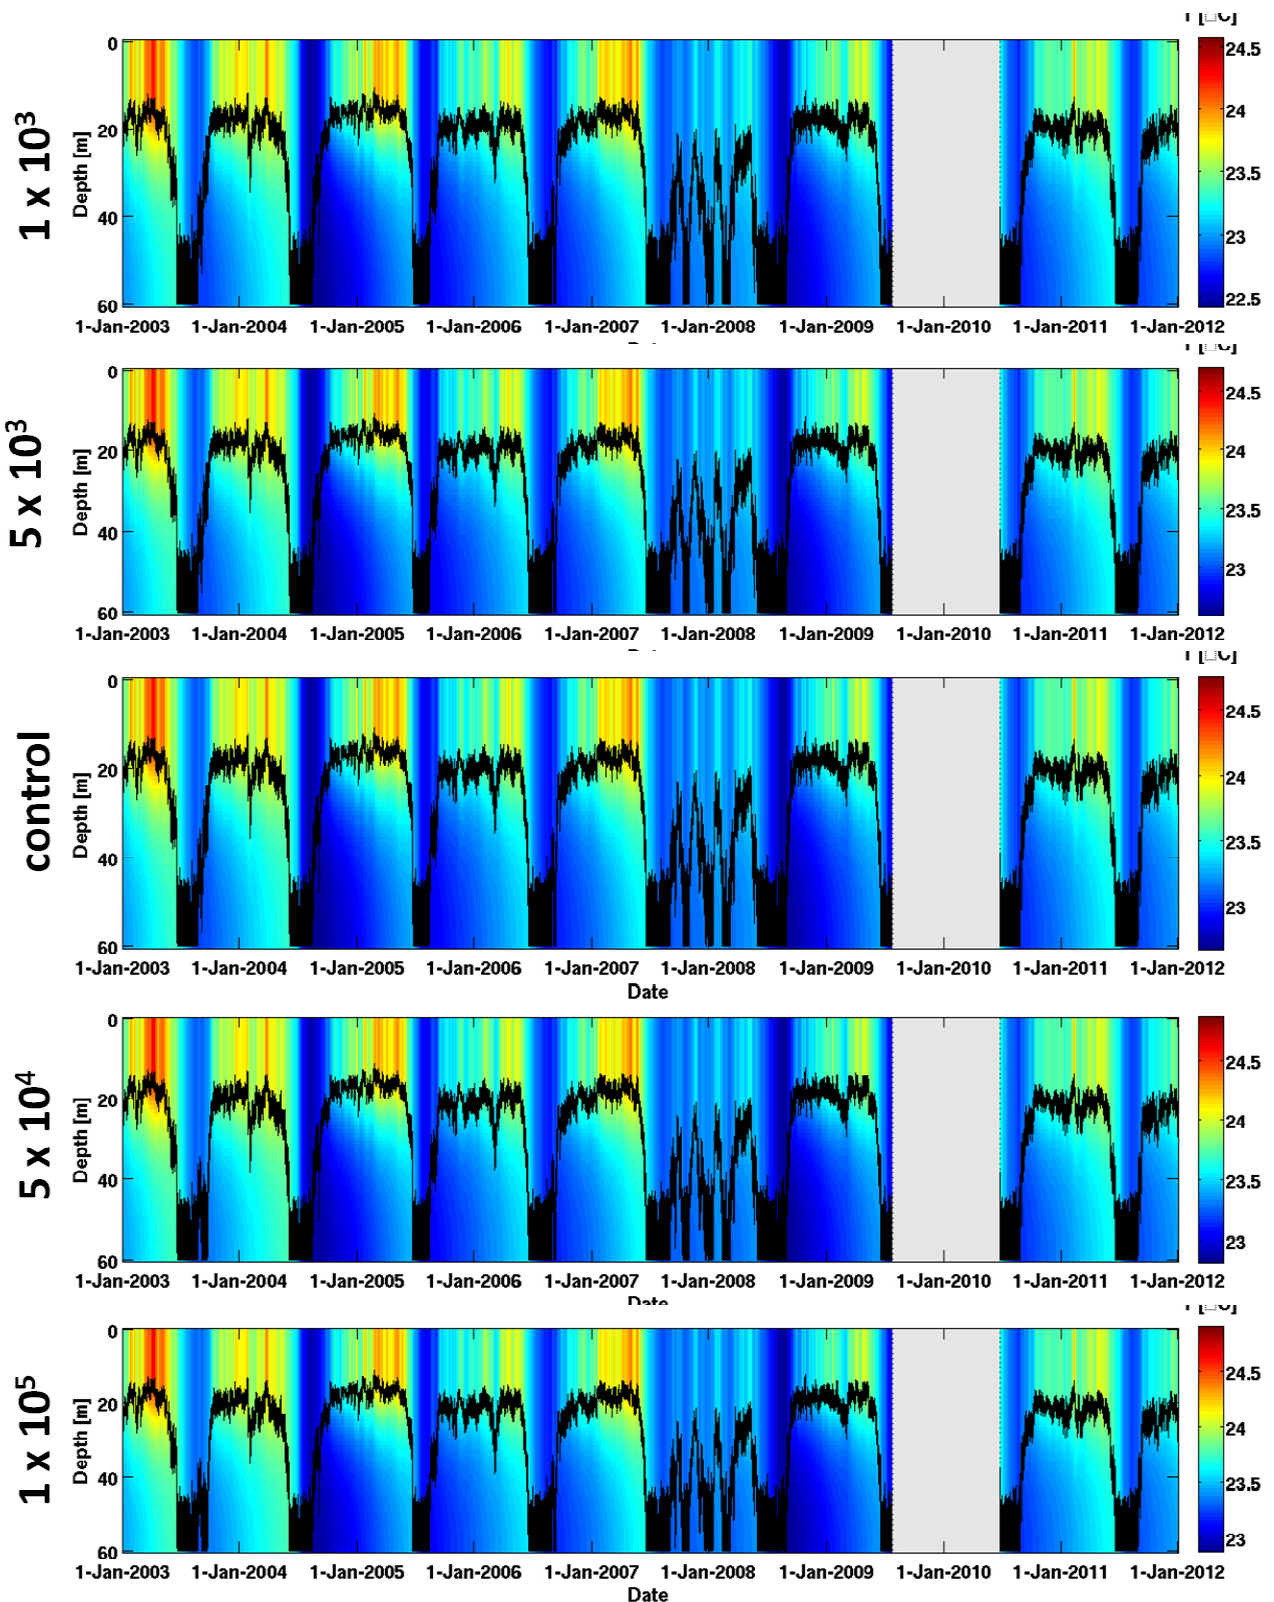 1 x 10³
Depth [m]
0
20
40
60
1-Jan-2003 1-Jan-2004 1-Jan-2005 1-Jan-2006 1-Jan-2007 1-Jan-2008 1-Jan-2009 1-Jan-2010 1-Jan-2011 1-Jan-2012
24.5
24
23.5
23
22.5
5 x 10³
Depth [m]
0
20
40
60
1-Jan-2003 1-Jan-2004 1-Jan-2005 1-Jan-2006 1-Jan-2007 1-Jan-2008 1-Jan-2009 1-Jan-2010 1-Jan-2011 1-Jan-2012
24.5
24
23.5
23
control
Depth [m]
0
20
40
60
1-Jan-2003 1-Jan-2004 1-Jan-2005 1-Jan-2006 1-Jan-2007 1-Jan-2008 1-Jan-2009 1-Jan-2010 1-Jan-2011 1-Jan-2012
Date
24.5
24
23.5
23
5 x 10⁴
Depth [m]
0
20
40
60
1-Jan-2003 1-Jan-2004 1-Jan-2005 1-Jan-2006 1-Jan-2007 1-Jan-2008 1-Jan-2009 1-Jan-2010 1-Jan-2011 1-Jan-2012
Date
24.5
24
23.5
23
1 x 10⁵
Depth [m]
0
20
40
60
1-Jan-2003 1-Jan-2004 1-Jan-2005 1-Jan-2006 1-Jan-2007 1-Jan-2008 1-Jan-2009 1-Jan-2010 1-Jan-2011 1-Jan-2012
Date
24.5
24
23.5
23